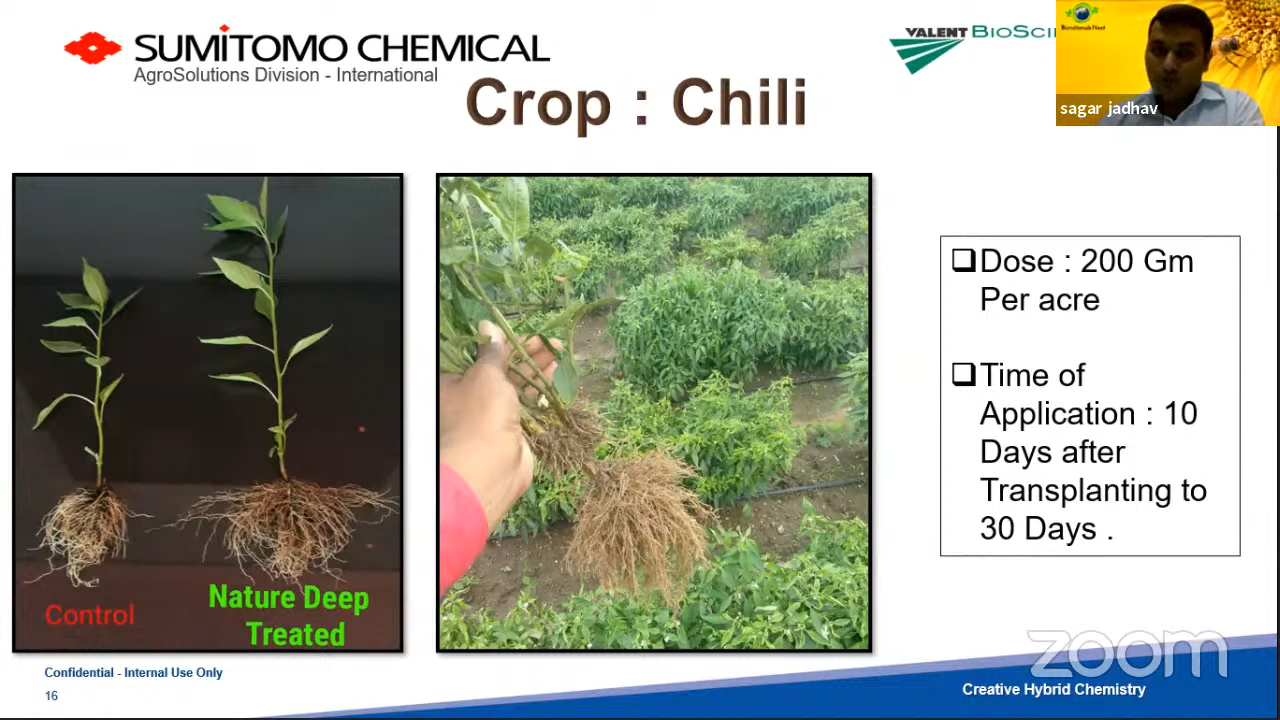 SUMITOMO CHEMICAL
AgroSolutions Division - International
VALENT
Crop : Chili
sagar jadhav
Control
Nature Deep
Treated
Dose : 200 Gm
Per acre
Time of
Application : 10
Days after
Transplanting to
30 Days .
Confidential - Internal Use Only
16
zoom
Creative Hybrid Chemistry